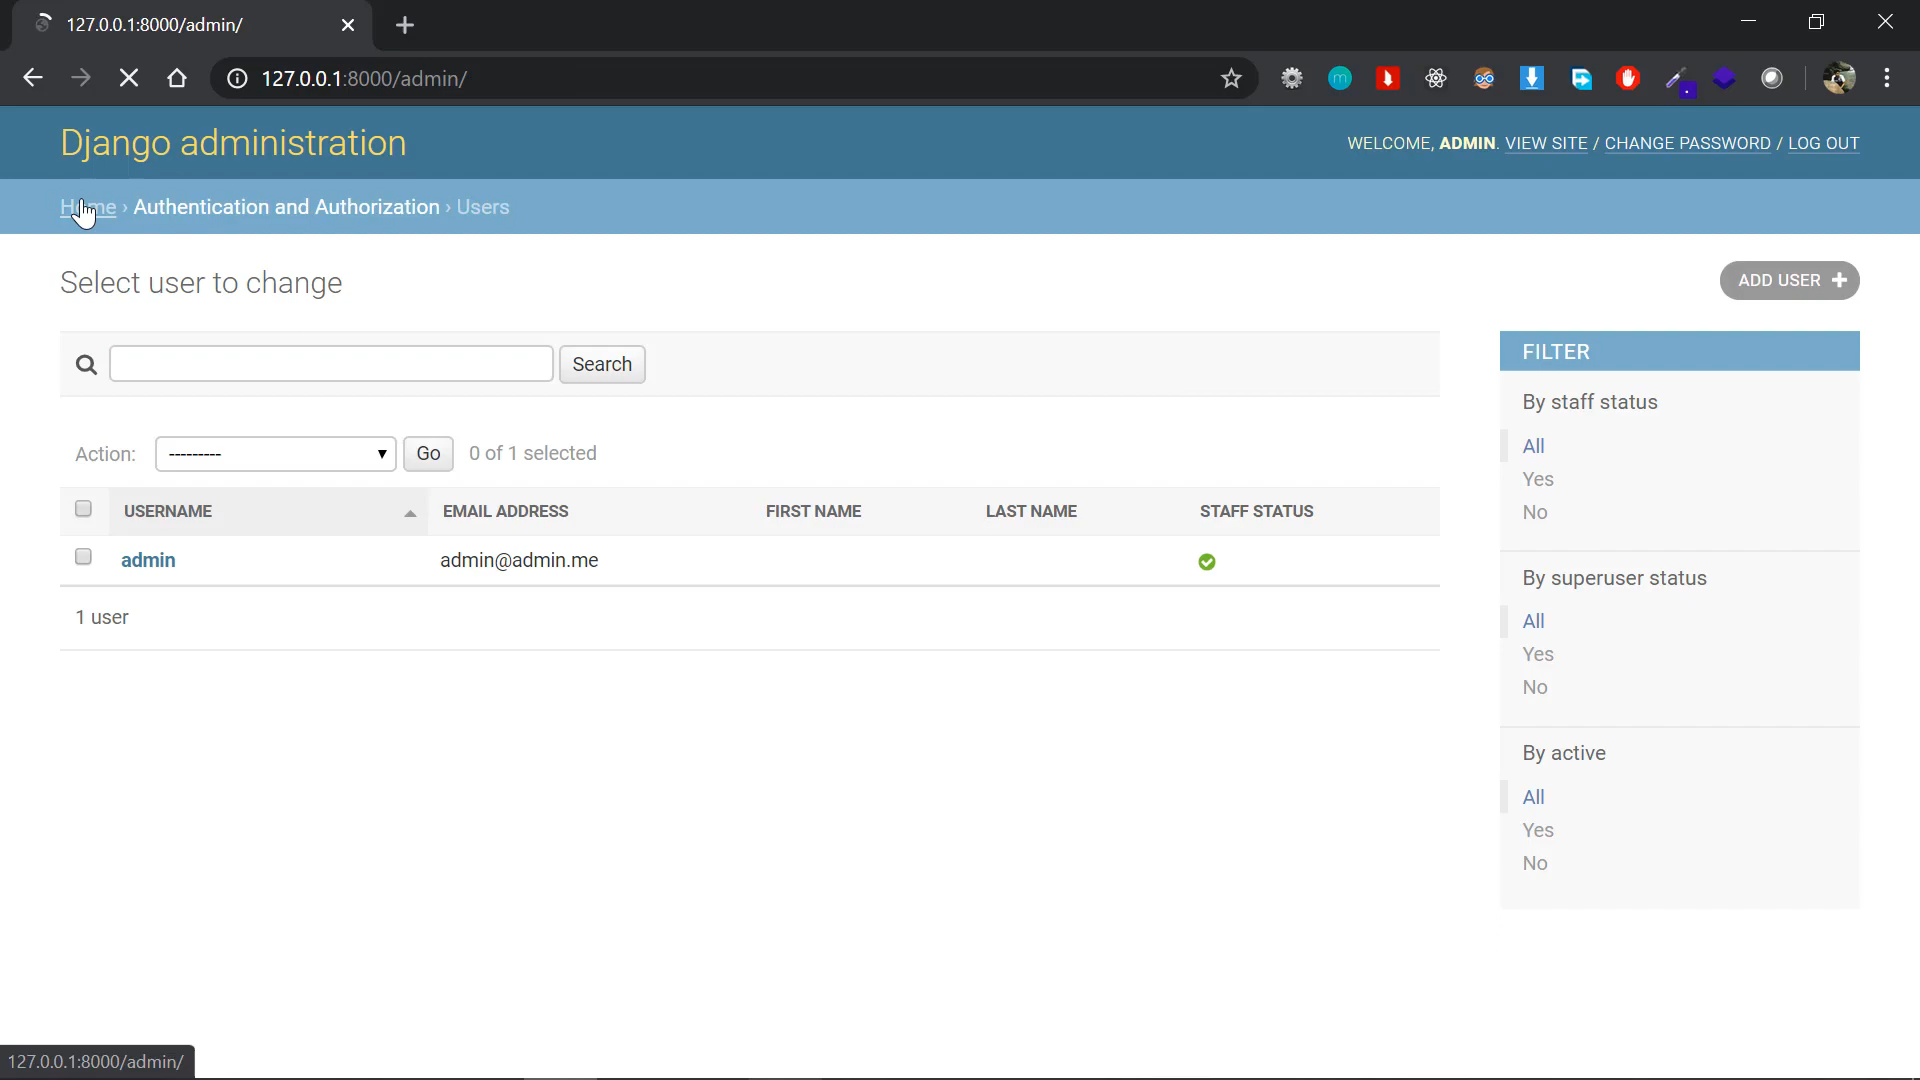 127.0.0.1:8000/admin/
127.0.0.1:8000/admin/
Django administration
WELCOME, ADMIN. VIEW SITE / CHANGE PASSWORD / LOG OUT
Home › Authentication and Authorization › Users
Select user to change
ADD USER +
Search
FILTER
By staff status
All
Yes
No
Action: --------- Go 0 of 1 selected
USERNAME EMAIL ADDRESS FIRST NAME LAST NAME STAFF STATUS
admin admin@admin.me
1 user
By superuser status
All
Yes
No
By active
All
Yes
No
127.0.0.1:8000/admin/